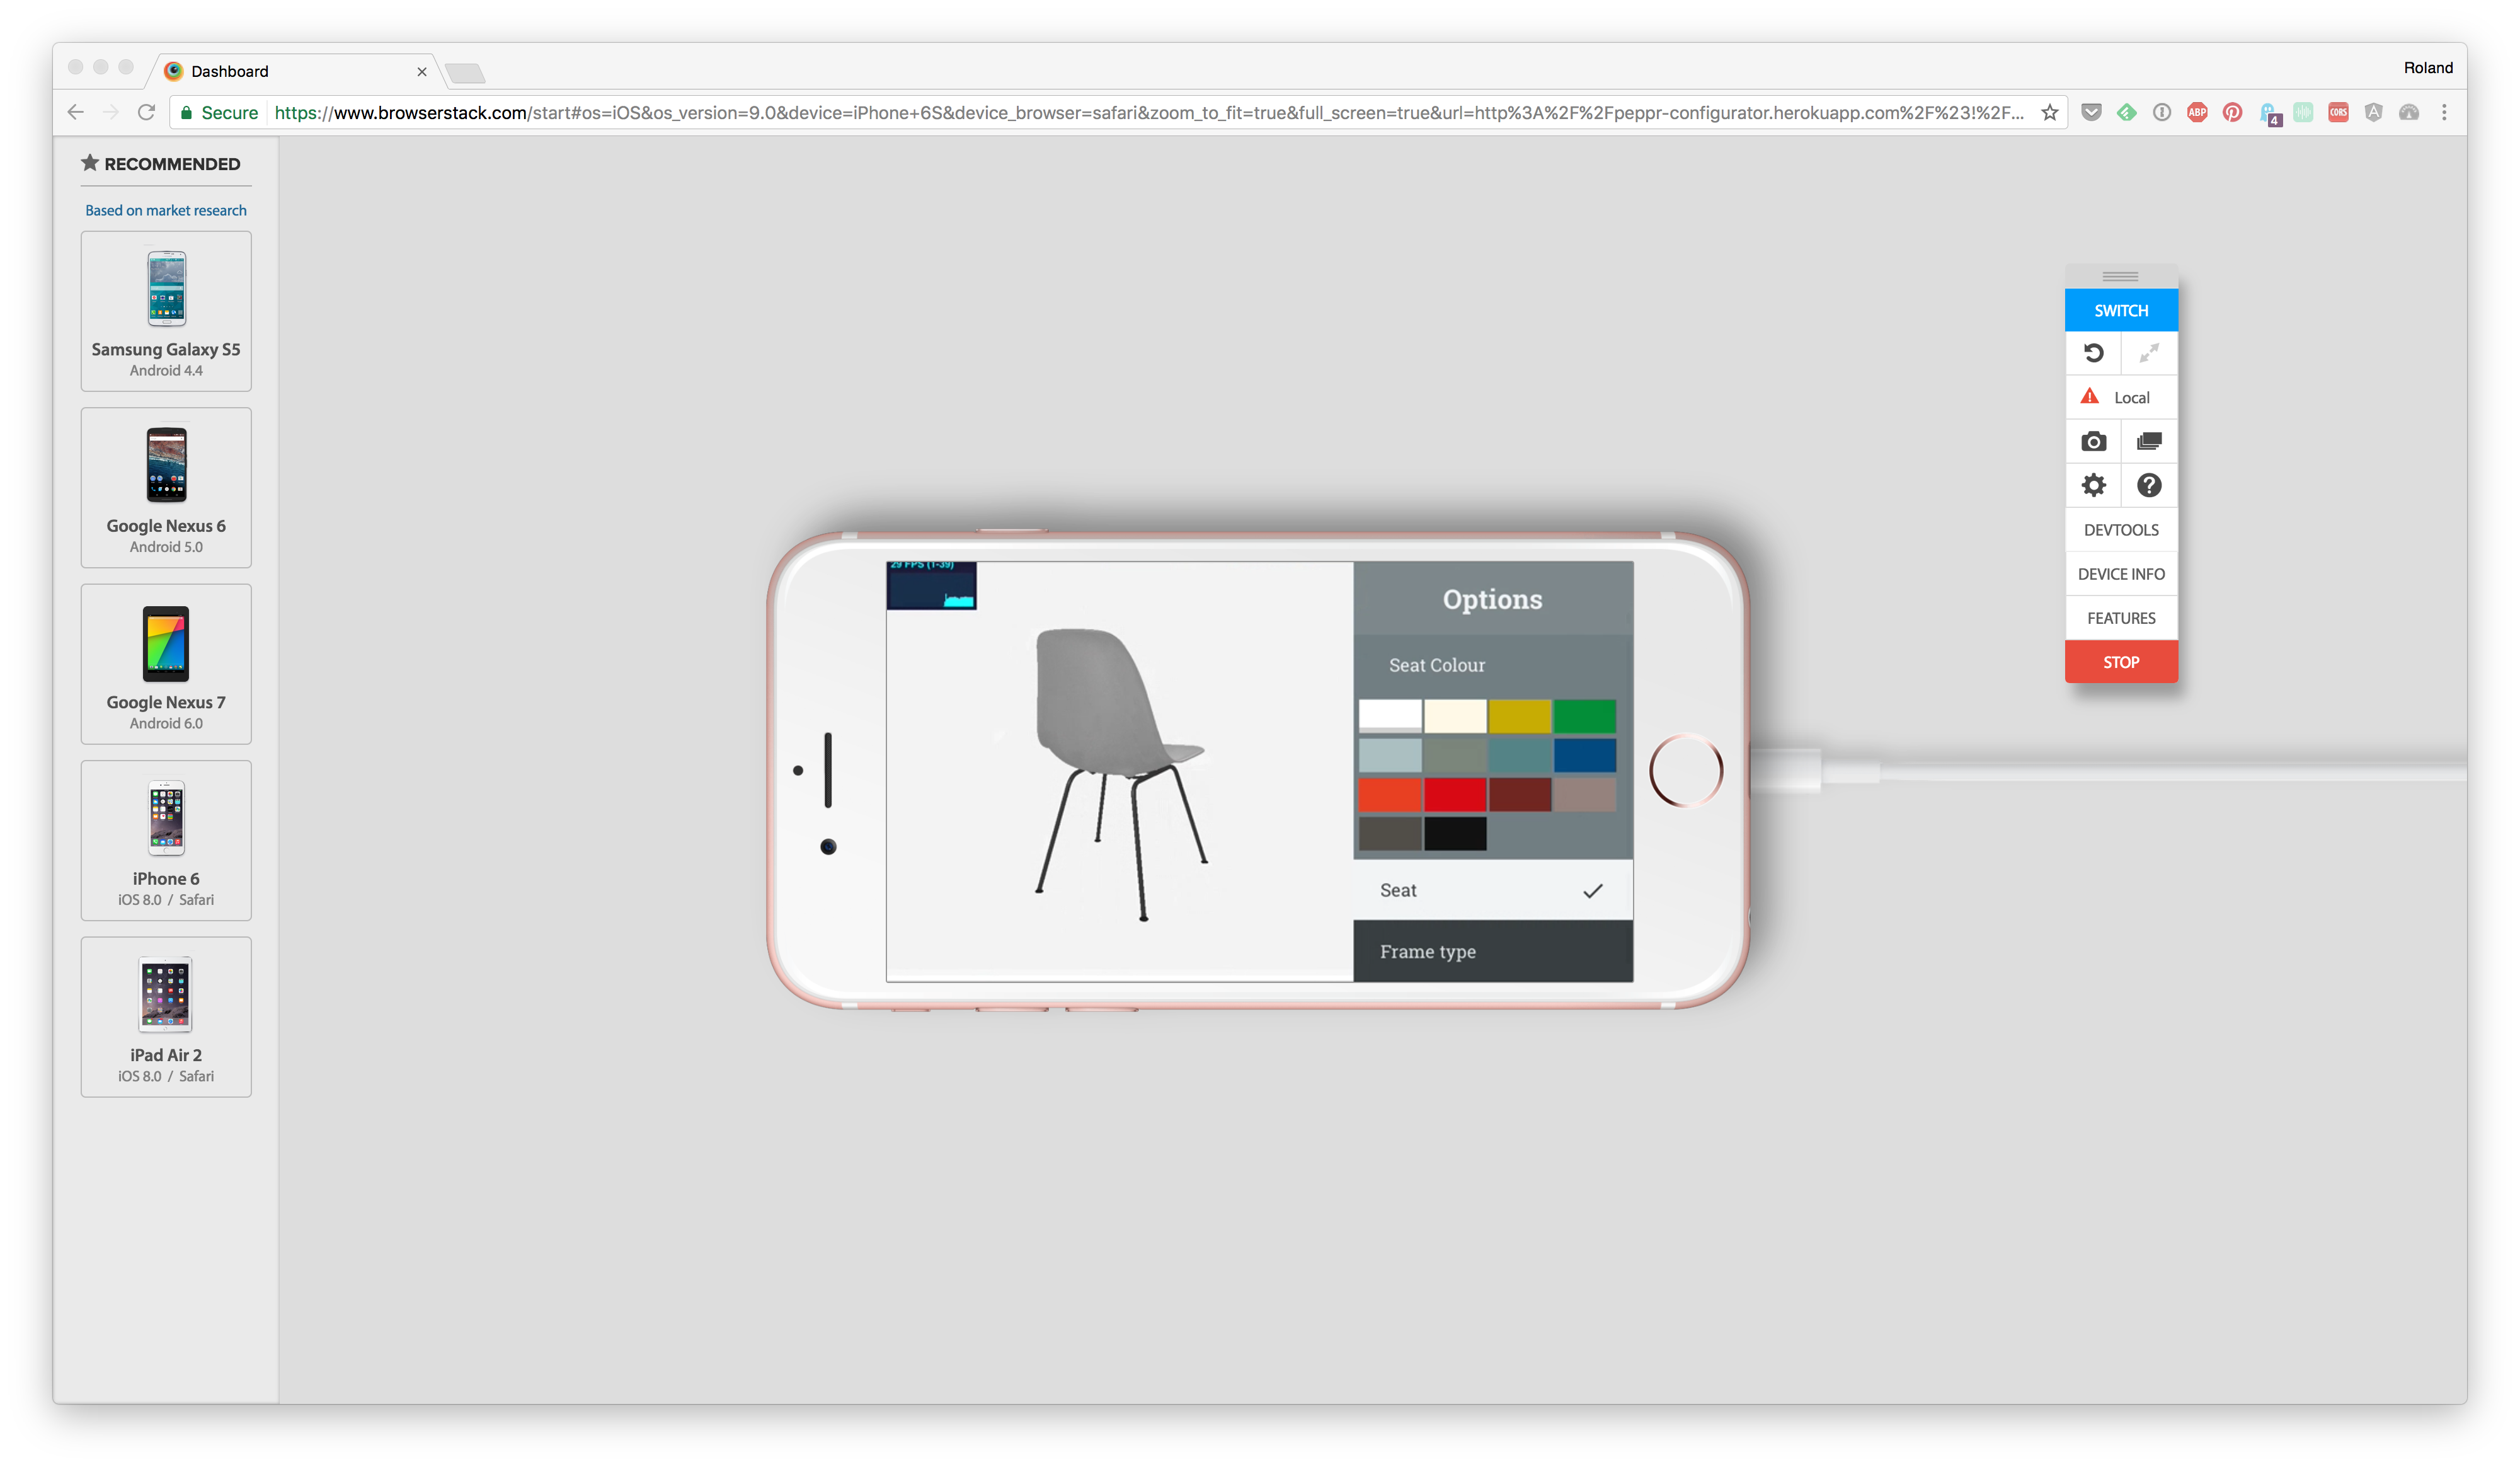 Dashboard
Roland
Secure
https://www.browserstack.com/start#os=iOS&os_version=9.0&device=iPhone+6S&device_browser=safari&zoom_to_fit=true&full_screen=true&url=http%3A%2F%2Fpeppr-configurator.herokuapp.com%2F%23!%2F...
ABP
4
CORS
RECOMMENDED
Based on market research
Samsung Galaxy S5
Android 4.4
Google Nexus 6
Android 5.0
Google Nexus 7
Android 6.0
iPhone 6
iOS 8.0 / Safari
iPad Air 2
iOS 8.0 / Safari
29 FPS (1-39)
Options
Seat Colour
Seat
Frame type
SWITCH
Local
DEVTOOLS
DEVICE INFO
FEATURES
STOP